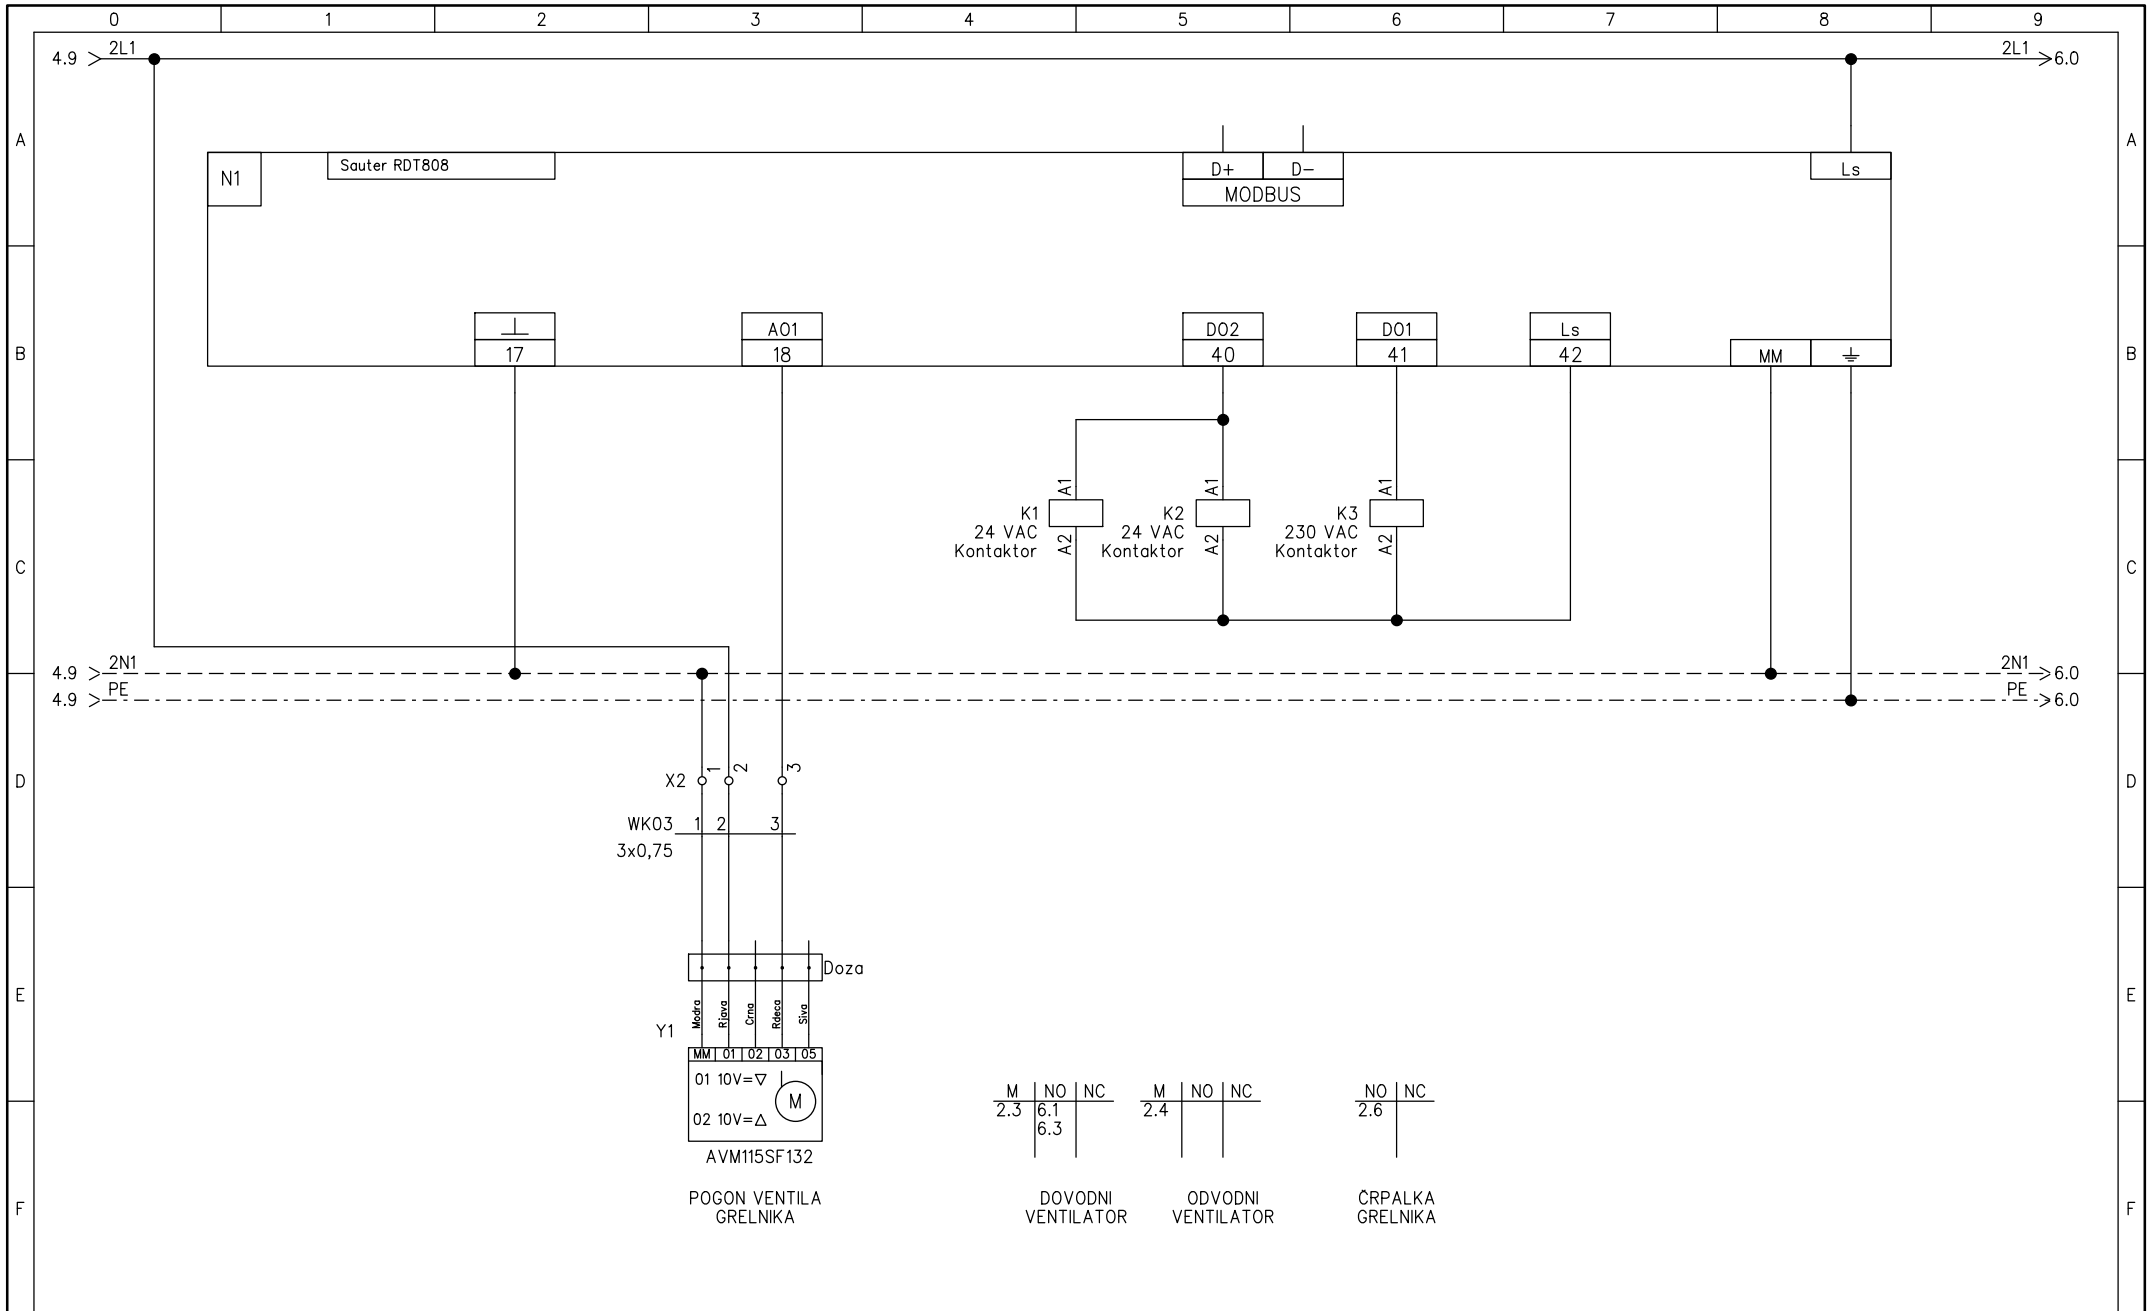 0 1 2 3 4 5 6 7 8 9
4.9 2L1 2L1 6.0
A A
N1 Sauter RDT808 D+ D- Ls
MODBUS
AO1 DO2 DO1 Ls
B 17 18 40 41 42 MM B
A1 A1 A1
K1 K2 K3
24 VAC 24 VAC 230 VAC
Kontaktor Kontaktor Kontaktor
A2 A2 A2
C C
4.9 2N1 2N1 6.0
4.9 PE PE 6.0
D X2 1 2 3 D
WK03 1 2 3
3x0,75
Doza
E E
Modra Rjava Crna Rdeca Siva
Y1
MM 01 02 03 05
01 10V=▽
M
02 10V=△
AVM115SF132
M NO NC M NO NC NO NC
2.3 6.1 2.4 2.6
6.3
F F
POGON VENTILA
GRELNIKA
DOVODNI
VENTILATOR
ODVODNI
VENTILATOR
ČRPALKA
GRELNIKA